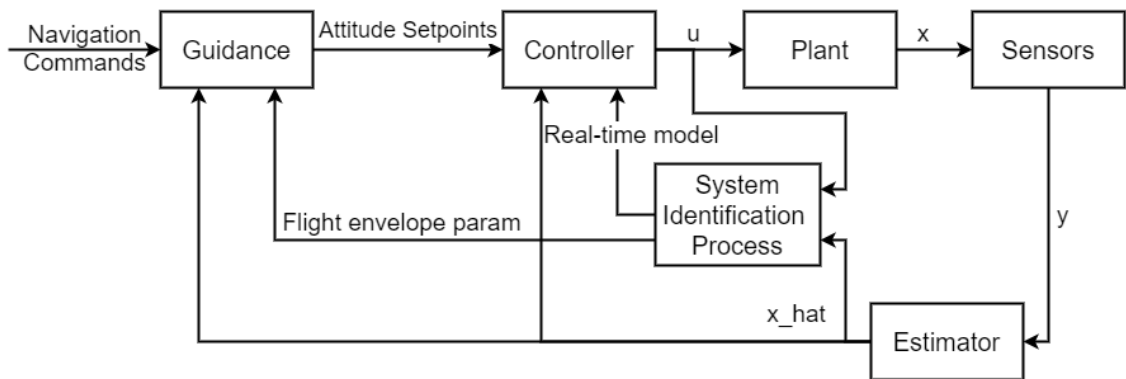 Navigation
Commands
Guidance
Attitude Setpoints
Controller
u
Plant
x
Sensors
Real-time model
System
Identification
Process
Flight envelope param
y
x_hat
Estimator